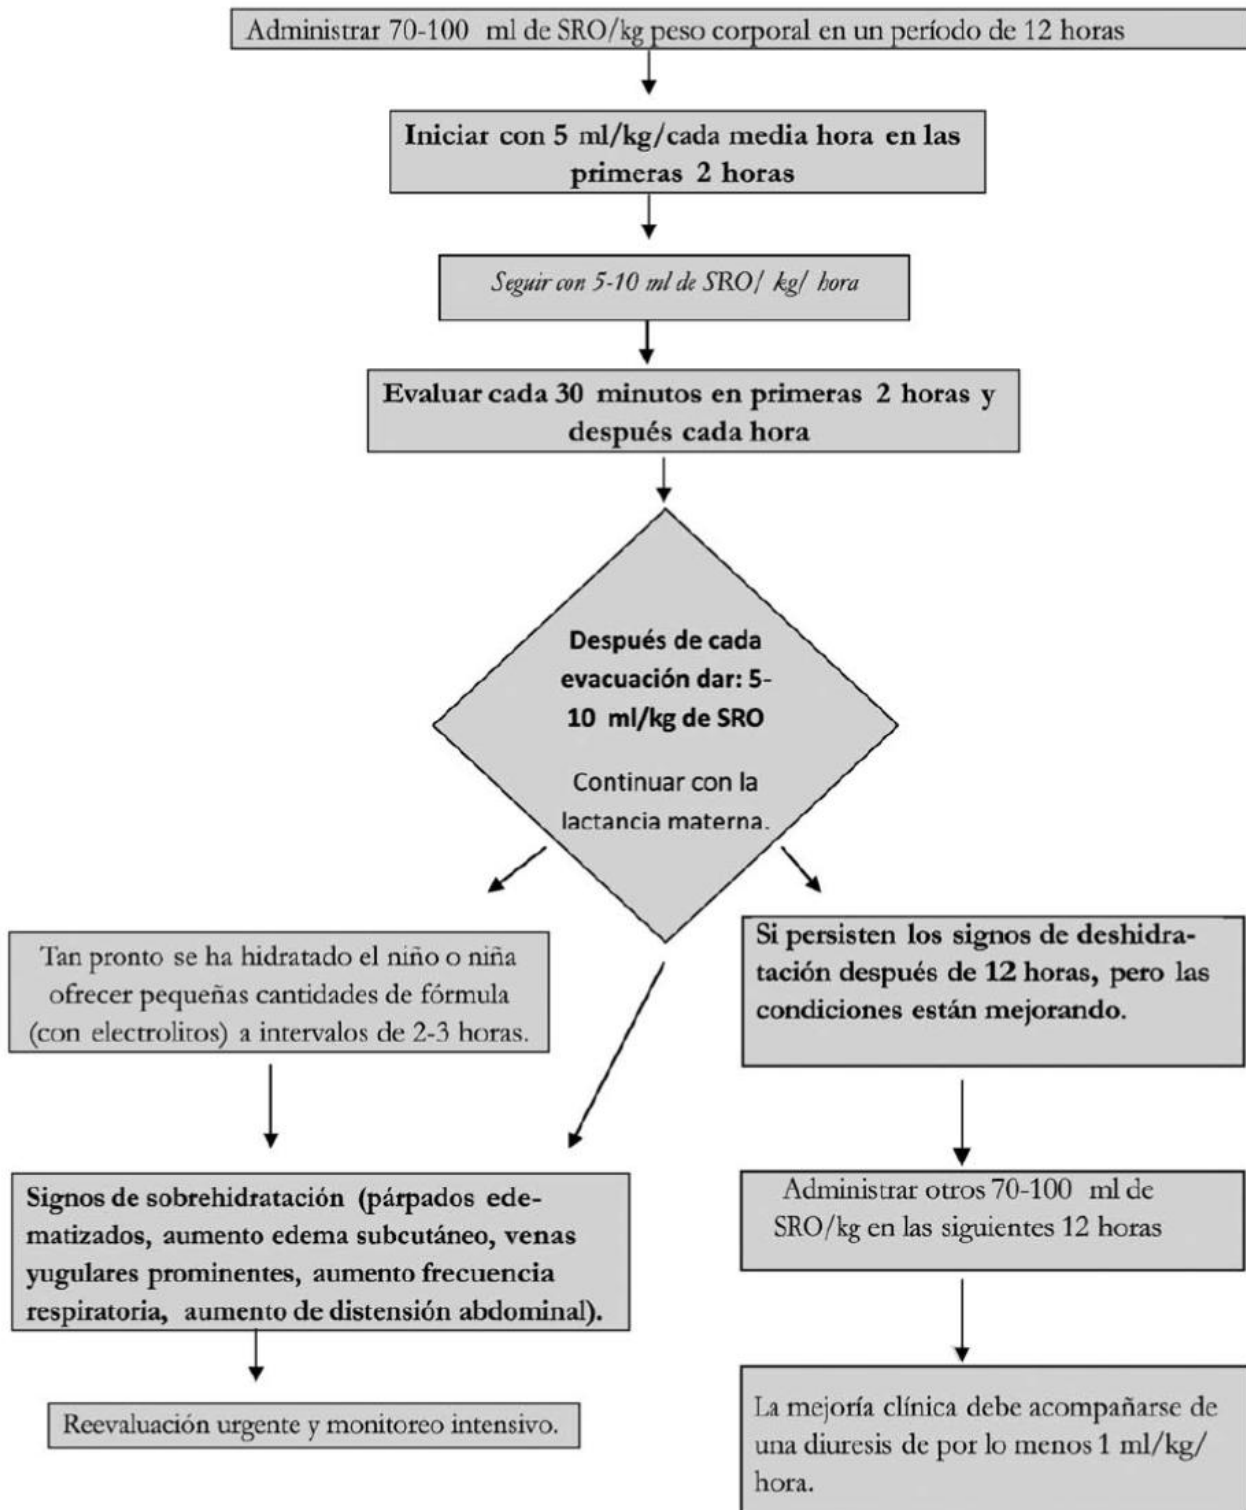 Administrar 70-100 ml de SRO/kg peso corporal en un período de 12 horas
Iniciar con 5 ml/kg/cada media hora en las
primeras 2 horas
Seguir con 5-10 ml de SRO/ kg/ hora
Evaluar cada 30 minutos en primeras 2 horas y
después cada hora
Después de cada
evacuación dar: 5-
10 ml/kg de SRO
Continuar con la
lactancia materna.
Tan pronto se ha hidratado el niño o niña
ofrecer pequeñas cantidades de fórmula
(con electrolitos) a intervalos de 2-3 horas.
Si persisten los signos de deshidra-
tación después de 12 horas, pero las
condiciones están mejorando.
Signos de sobrehidratación (párpados ede-
matizados, aumento edema subcutáneo, venas
yugulares prominentes, aumento frecuencia
respiratoria, aumento de distensión abdominal).
Administrar otros 70-100 ml de
SRO/kg en las siguientes 12 horas
Reevaluación urgente y monitoreo intensivo.
La mejoría clínica debe acompañarse de
una diuresis de por lo menos 1 ml/kg/
hora.